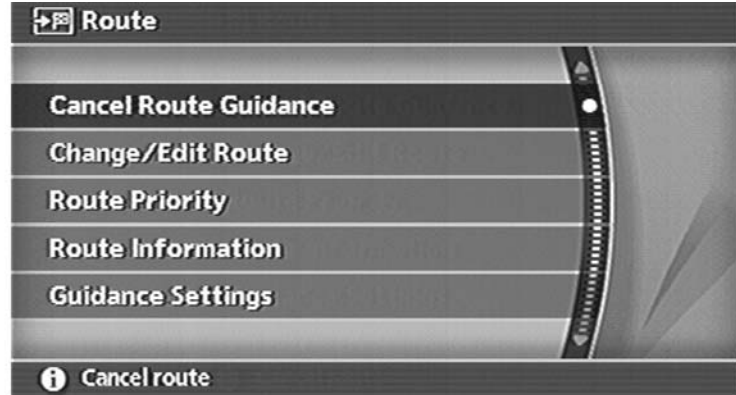 Route
Cancel Route Guidance
Change/Edit Route
Route Priority
Route Information
Guidance Settings
Cancel route